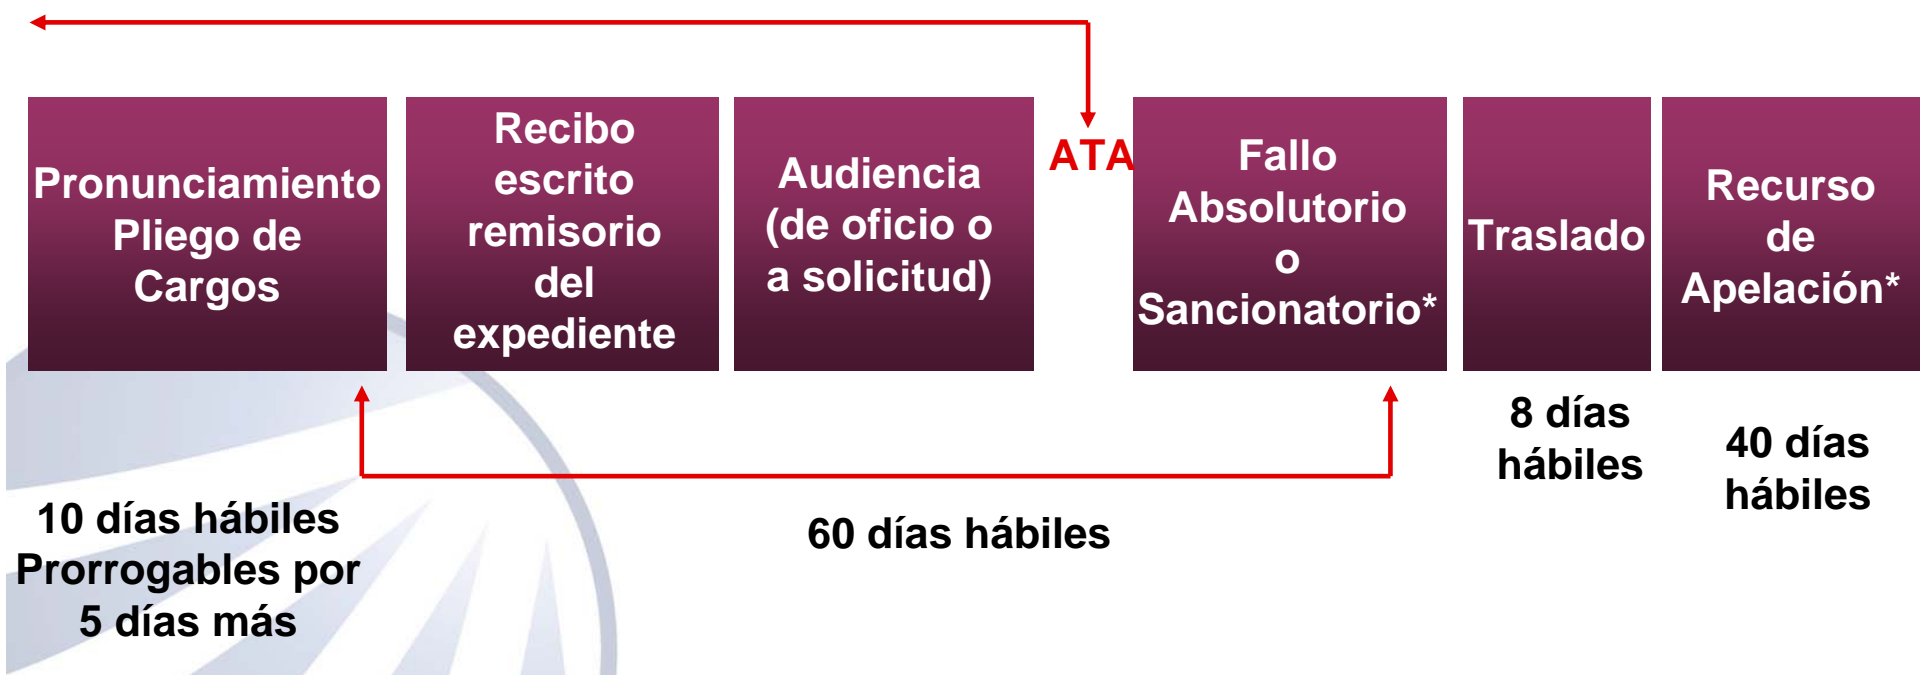 Pronunciamiento
Pliego de
Cargos
Recibo
escrito
remisorio
del
expediente
Audiencia
(de oficio o
a solicitud)
ATA
Fallo
Absolutorio
o
Sancionatorio*
Traslado
Recurso
de
Apelación*
10 días hábiles
Prorrogables por
5 días más
60 días hábiles
8 días
hábiles
40 días
hábiles